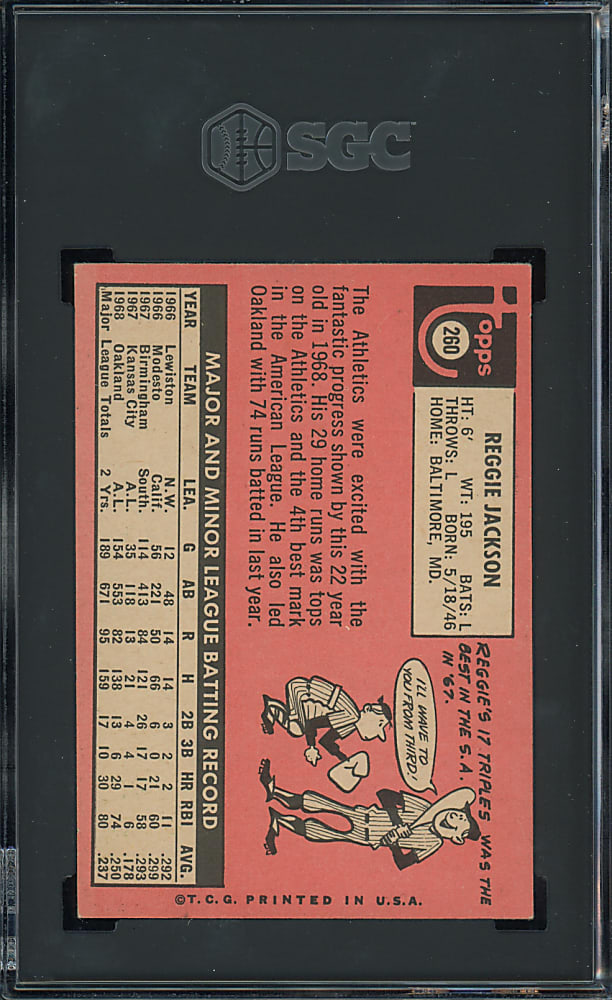 SGC
Topps
260
REGGIE JACKSON
HT: 6' WT: 195 BATS: L
THROWS: L BORN: 5/18/46
HOME: BALTIMORE, MD.
REGGIE'S 17 TRIPLES WAS THE
BEST IN THE S.A.
IN '67.
I'LL WAVE TO
YOU FROM THIRD!
The Athletics were excited with the
fantastic progress shown by this 22 year
old in 1968. His 29 home runs was tops
on the Athletics and the 4th best mark
in the American League. He also led
Oakland with 74 runs batted in last year.
MAJOR AND MINOR LEAGUE BATTING RECORD
YEAR TEAM LEA. G AB R H 2B 3B HR RBI AVG.
1966 Lewiston N.W. 12 48 14 14 3 2 2 11 .292
1966 Modesto Calif. 56 221 50 66 6 0 21 60 .299
1967 Birmingham South. 114 413 84 121 26 17 17 58 .293
1967 Kansas City A.L. 35 118 13 21 4 4 1 6 .178
1968 Oakland A.L. 154 553 82 138 13 6 29 74 .250
Major League Totals 2 Yrs. 189 671 95 159 17 10 30 80 .237
©T.C.G. PRINTED IN U.S.A.